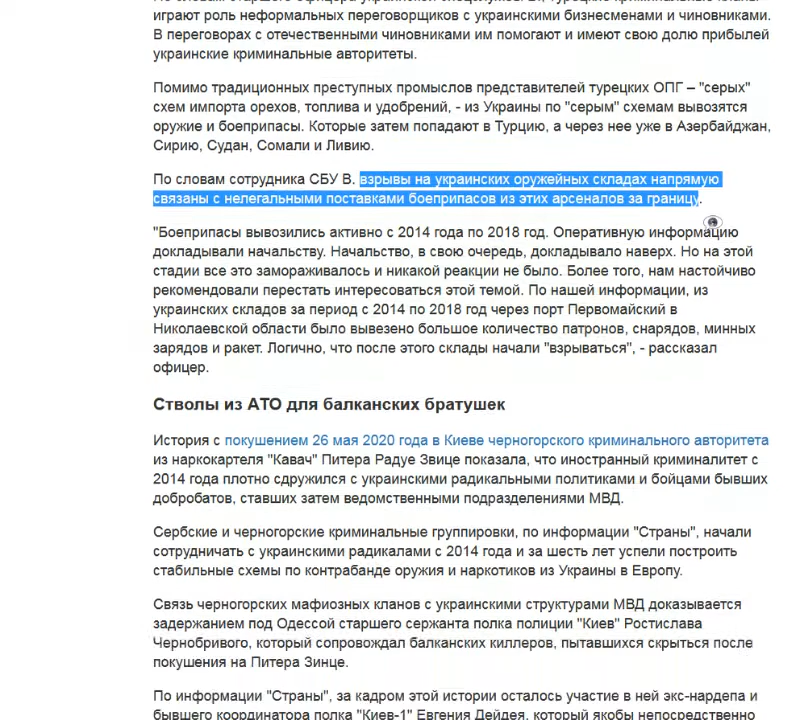 играют роль неформальных переговорщиков с украинскими бизнесменами и чиновниками.
В переговорах с отечественными чиновниками им помогают и имеют свою долю прибылей
украинские криминальные авторитеты.
Помимо традиционных преступных промыслов представителей турецких ОПГ – "серых"
схем импорта орехов, топлива и удобрений, - из Украины по "серым" схемам вывозятся
оружие и боеприпасы. Которые затем попадают в Турцию, а через нее уже в Азербайджан,
Сирию, Судан, Сомали и Ливию.
По словам сотрудника СБУ В. взрывы на украинских оружейных складах напрямую
связаны с нелегальными поставками боеприпасов из этих арсеналов за границу.
"Боеприпасы вывозились активно с 2014 года по 2018 год. Оперативную информацию
докладывали начальству. Начальство, в свою очередь, докладывало наверх. Но на этой
стадии все это замораживалось и никакой реакции не было. Более того, нам настойчиво
рекомендовали перестать интересоваться этой темой. По нашей информации, из
украинских складов за период с 2014 по 2018 год через порт Первомайский в
Николаевской области было вывезено большое количество патронов, снарядов, минных
зарядов и ракет. Логично, что после этого склады начали "взрываться", - рассказал
офицер.
Стволы из АТО для балканских братушек
История с покушением 26 мая 2020 года в Киеве черногорского криминального авторитета
из наркокартеля "Кавач" Питера Радуе Звице показала, что иностранный криминалитет с
2014 года плотно сдружился с украинскими радикальными политиками и бойцами бывших
добробатов, ставших затем ведомственными подразделениями МВД.
Сербские и черногорские криминальные группировки, по информации "Страны", начали
сотрудничать с украинскими радикалами с 2014 года и за шесть лет успели построить
стабильные схемы по контрабанде оружия и наркотиков из Украины в Европу.
Связь черногорских мафиозных кланов с украинскими структурами МВД доказывается
задержанием под Одессой старшего сержанта полка полиции "Киев" Ростислава
Чернобривого, который сопровождал балканских киллеров, пытавшихся скрыться после
покушения на Питера Зинце.
По информации "Страны", за кадром этой истории осталось участие в ней экс-нардепа и
бывшего координатора полка "Киев-1" Евгения Дейдея, который якобы непосредственно